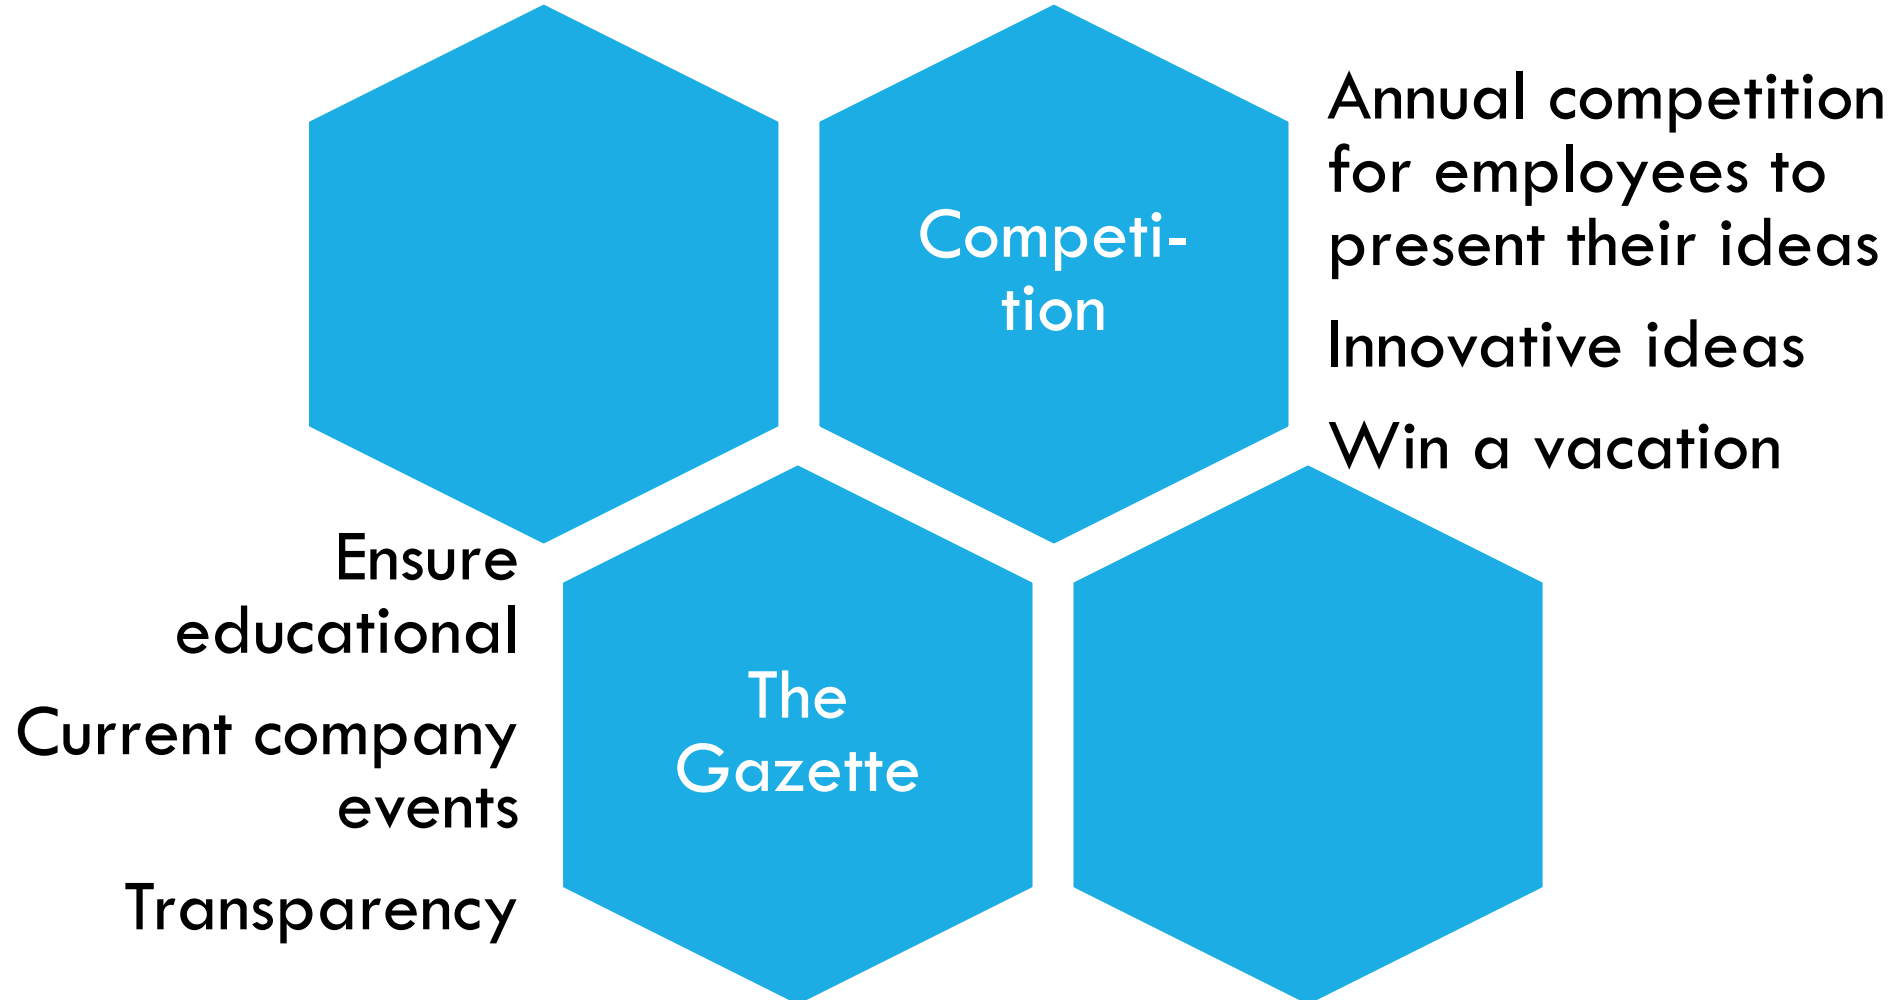 Competi-
tion
Annual competition
for employees to
present their ideas
Innovative ideas
Win a vacation
Ensure
educational
Current company
events
Transparency
The
Gazette